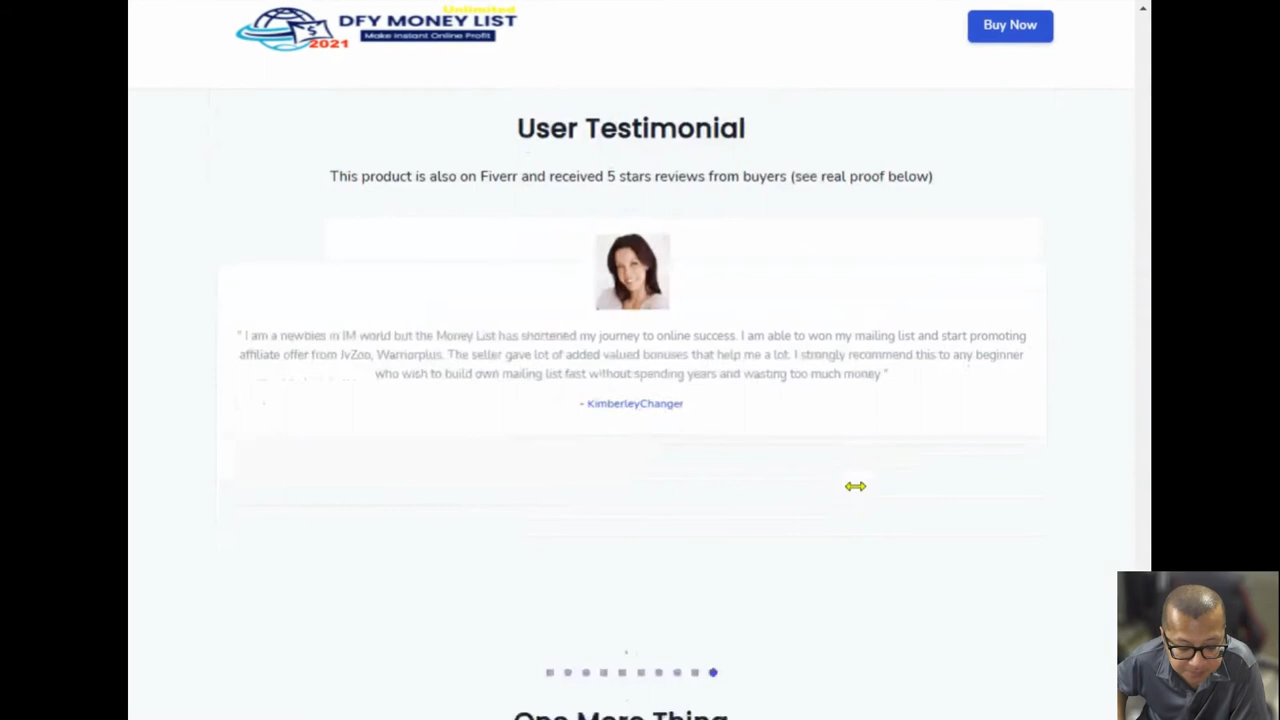 Unlimited
DFY MONEY LIST
Make Instant Online Profit
$
2021
Buy Now
User Testimonial
This product is also on Fiverr and received 5 stars reviews from buyers (see real proof below)
" I am a newbies in IM world but the Money List has shortened my journey to online success. I am able to won my mailing list and start promoting
affiliate offer from JvZoo, Warriorplus. The seller gave lot of added valued bonuses that help me a lot. I strongly recommend this to any beginner
who wish to build own mailing list fast without spending years and wasting too much money "
- KimberleyChanger
One More Thing